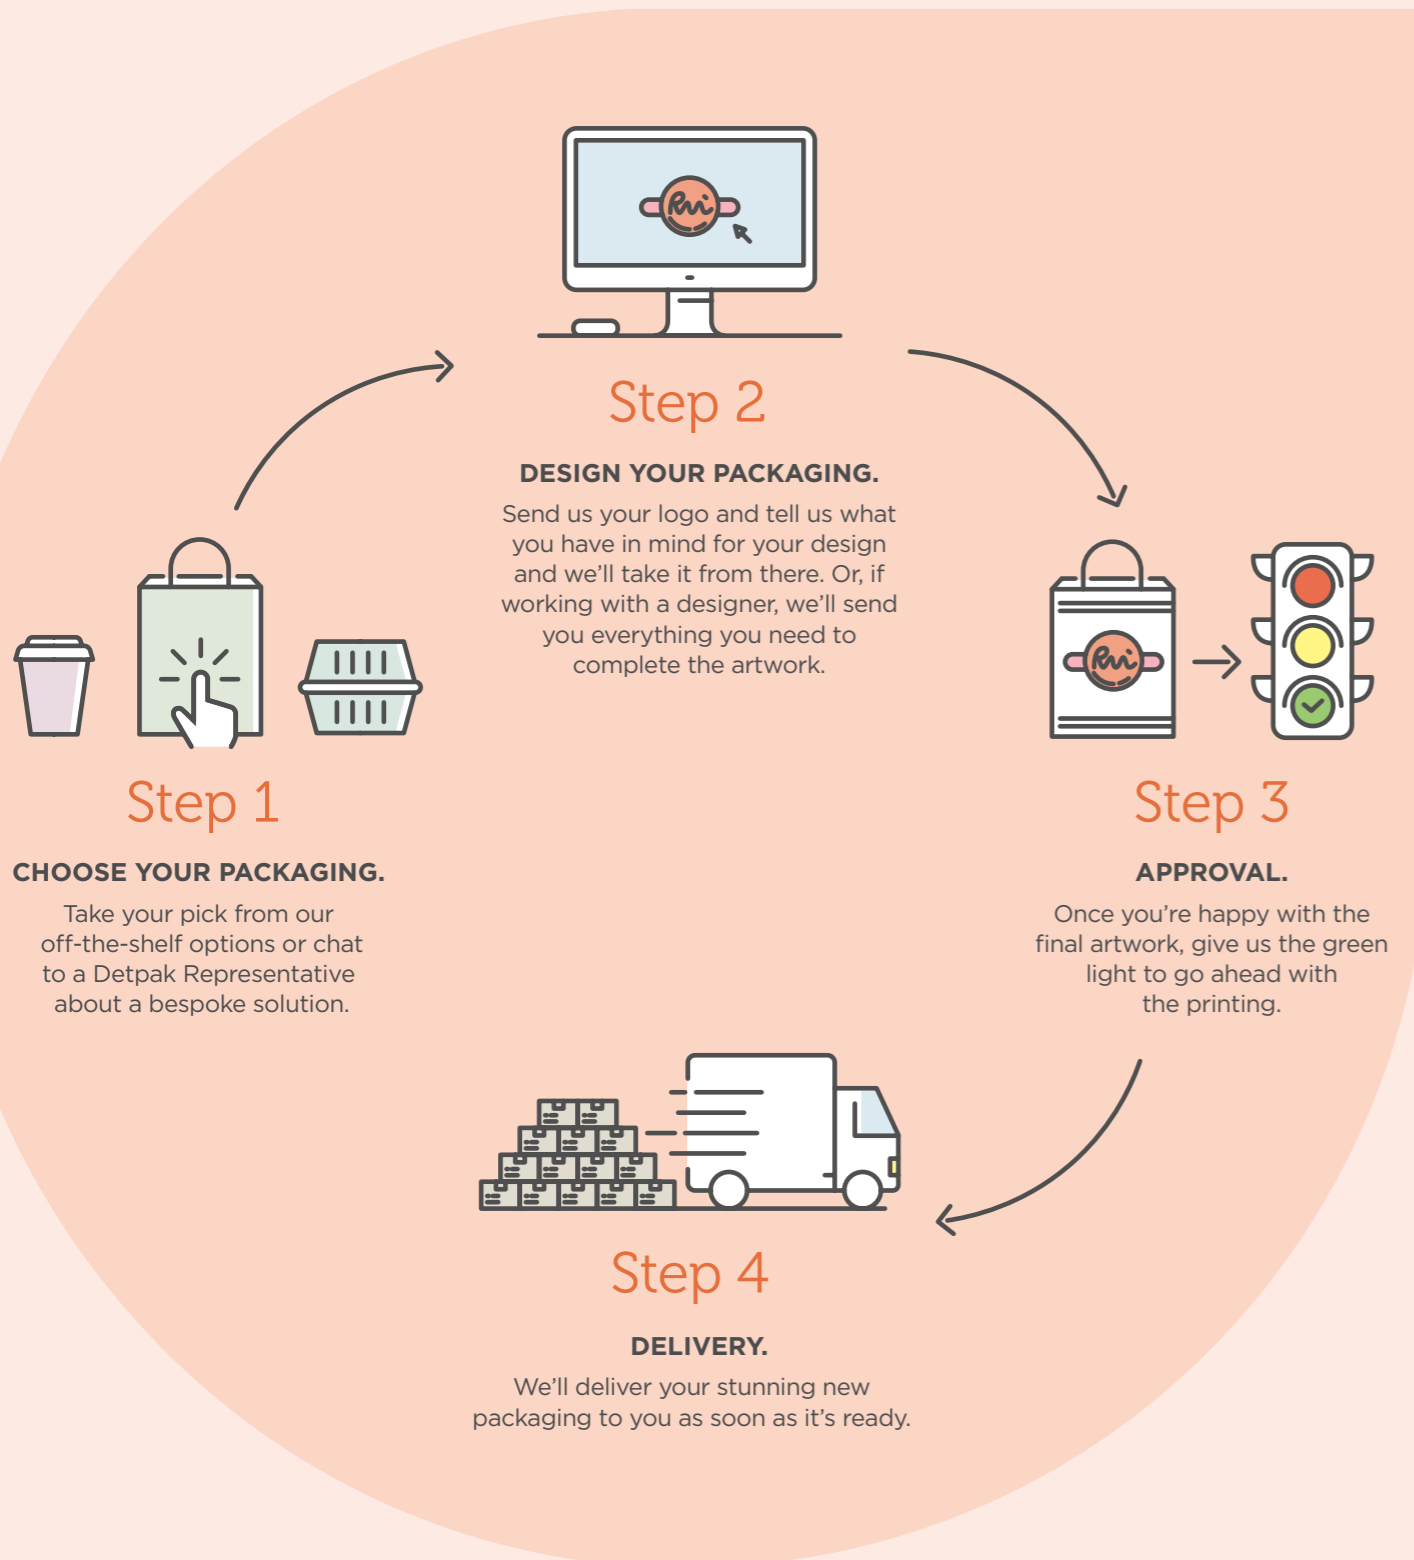 Step 1
CHOOSE YOUR PACKAGING.
Take your pick from our
off-the-shelf options or chat
to a Detpak Representative
about a bespoke solution.
Step 2
DESIGN YOUR PACKAGING.
Send us your logo and tell us what
you have in mind for your design
and we’ll take it from there. Or, if
working with a designer, we’ll send
you everything you need to
complete the artwork.
Step 3
APPROVAL.
Once you’re happy with the
final artwork, give us the green
light to go ahead with
the printing.
Step 4
DELIVERY.
We’ll deliver your stunning new
packaging to you as soon as it’s ready.